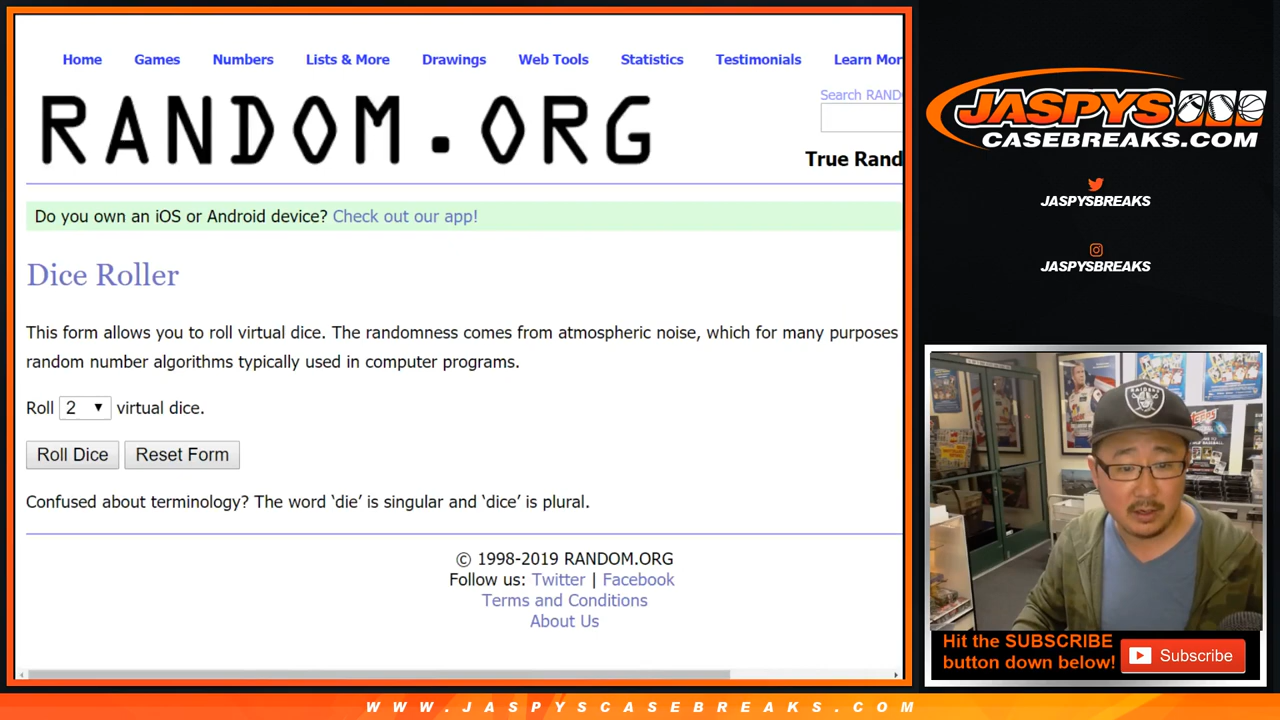 Home Games Numbers Lists & More Drawings Web Tools Statistics Testimonials Learn Mor
RANDOM.ORG
Search RAND
True Rand
Do you own an iOS or Android device? Check out our app!
Dice Roller
This form allows you to roll virtual dice. The randomness comes from atmospheric noise, which for many purposes
random number algorithms typically used in computer programs.
Roll 2 virtual dice.
Roll Dice Reset Form
Confused about terminology? The word ‘die’ is singular and ‘dice’ is plural.
© 1998-2019 RANDOM.ORG
Follow us: Twitter | Facebook
Terms and Conditions
About Us
JASPYS
CASEBREAKS.COM
JASPYSBREAKS
JASPYSBREAKS
RAIDERS
topps
Hit the SUBSCRIBE
button down below!
Subscribe
WWW.JASPYSCASEBREAKS.COM